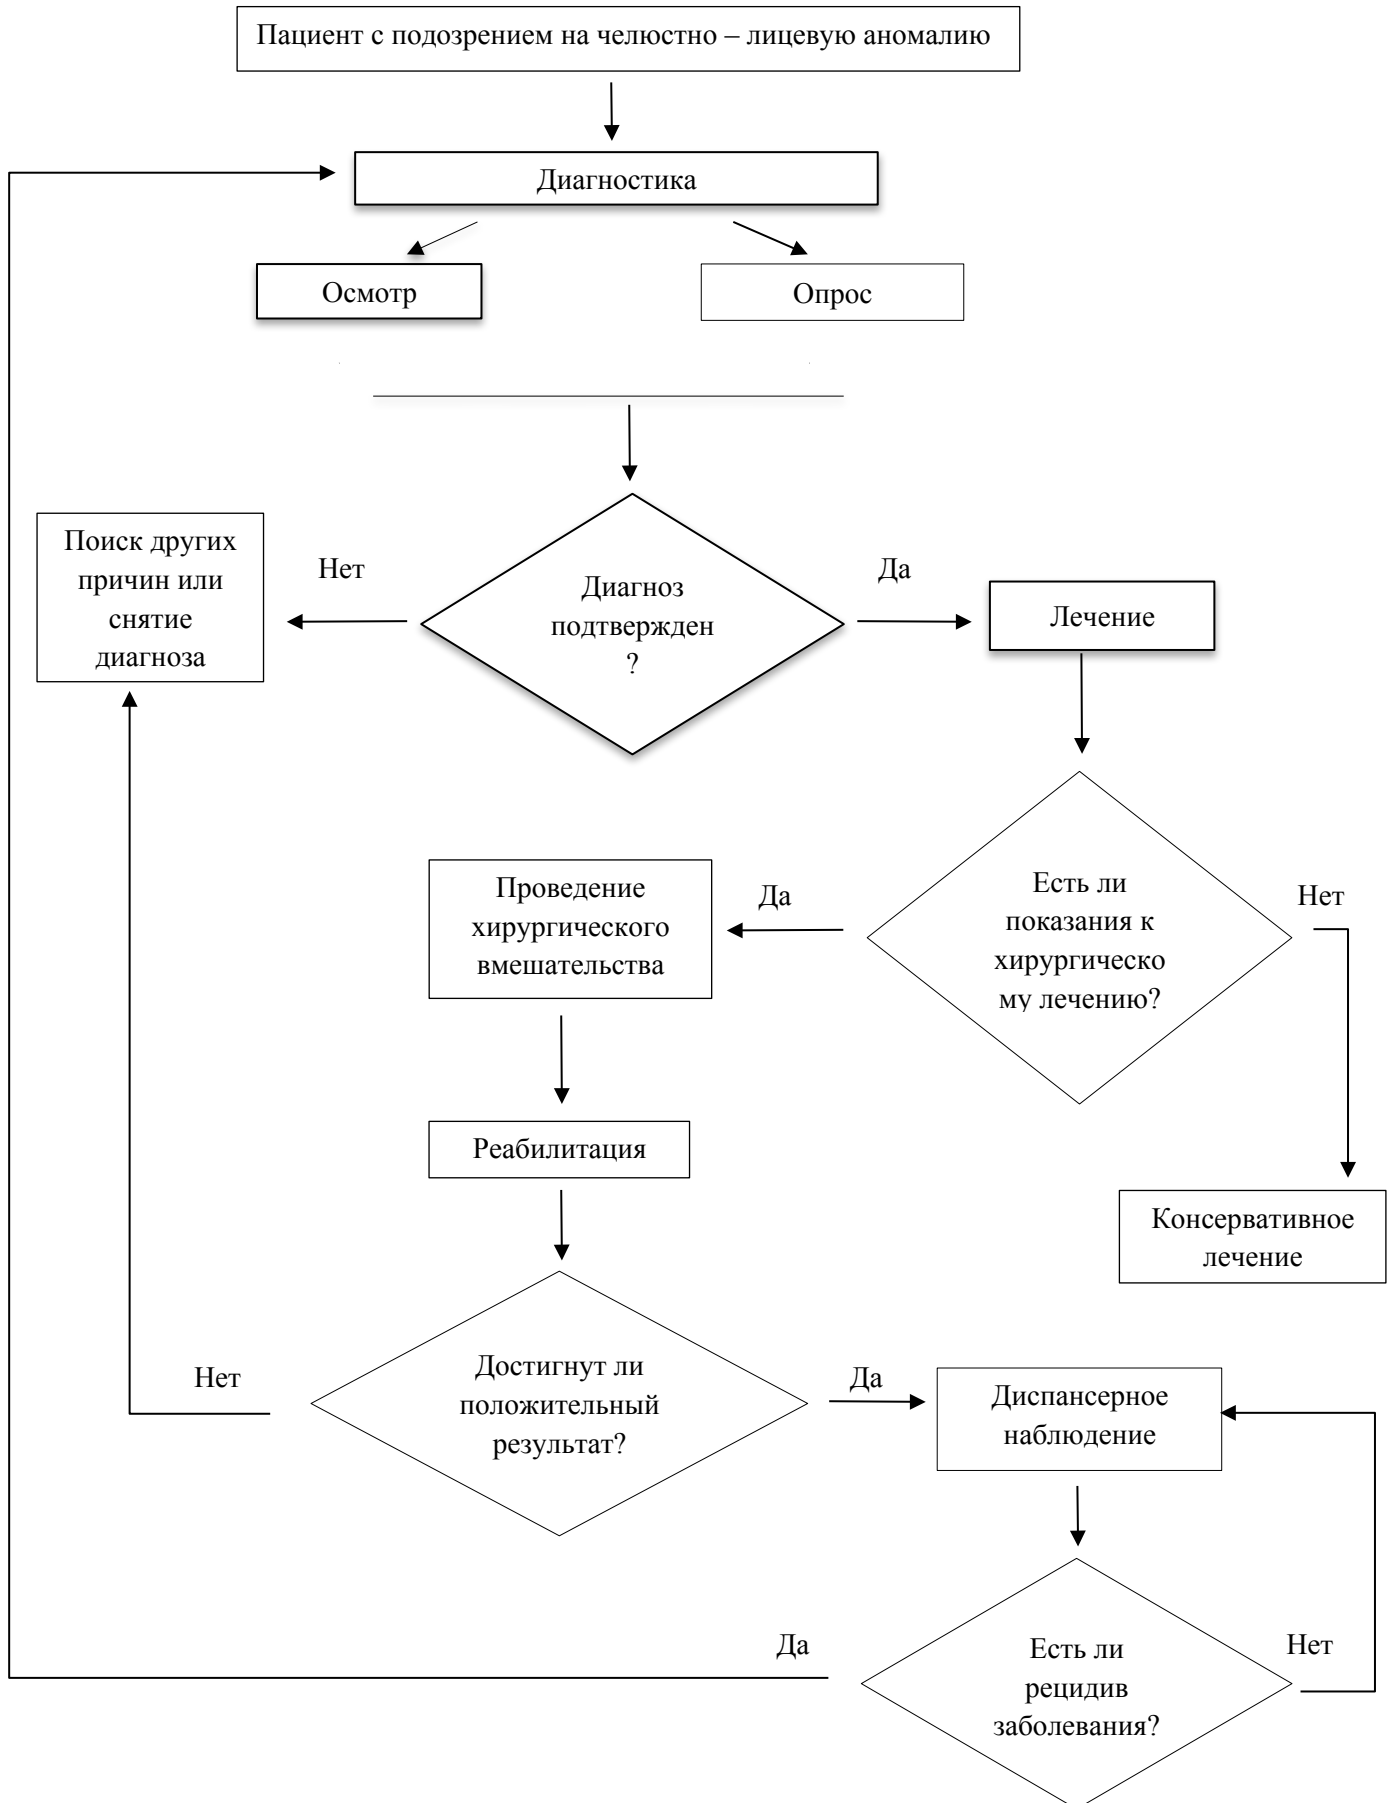 Пациент с подозрением на челюстно – лицевую аномалию
Диагностика
Осмотр
Опрос
Поиск других
причин или
снятие
диагноза
Нет
Диагноз
подтвержден
?
Да
Лечение
Проведение
хирургического
вмешательства
Да
Есть ли
показания к
хирургическо
му лечению?
Нет
Реабилитация
Консервативное
лечение
Нет
Достигнут ли
положительный
результат?
Да
Диспансерное
наблюдение
Да
Есть ли
рецидив
заболевания?
Нет